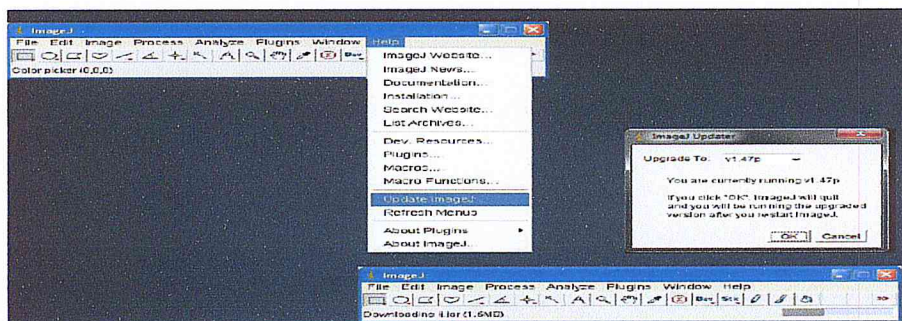 ImageJ
File Edit Image Process Analyze Plugins Window Help
Color picker (0,0,0)
ImageJ Website...
ImageJ News...
Documentation...
Installation...
Search Website...
List Archives...
Dev. Resources...
Plugins...
Macros...
Macro Functions...
Update ImageJ
Refresh Menus
About Plugins
About ImageJ...
ImageJ Updater
Upgrade To: v1.47p
You are currently running v1.47p
If you click "OK", ImageJ will quit
and you will be running the upgraded
version after you restart ImageJ.
OK Cancel
ImageJ
File Edit Image Process Analyze Plugins Window Help
Dev Stk
Downloading ij.jar (1.6MB)